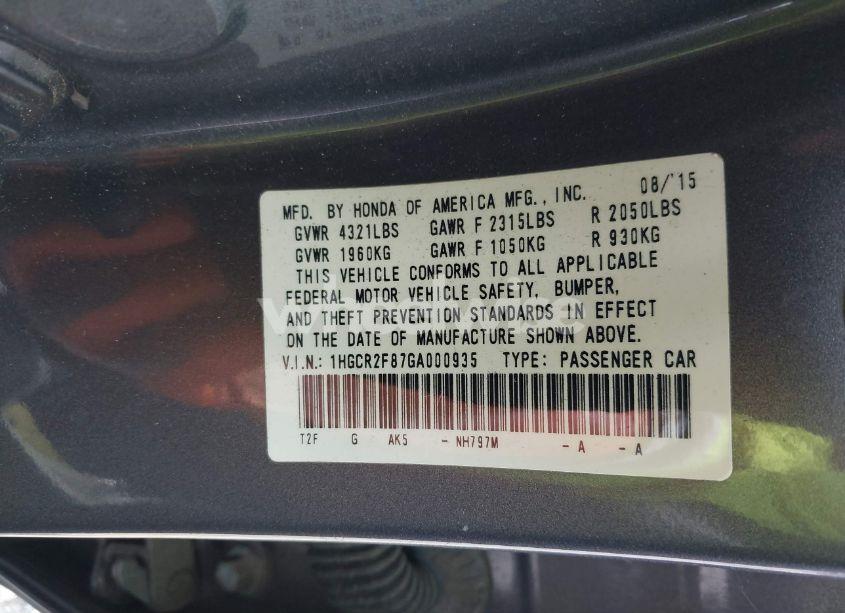 MFD. BY HONDA OF AMERICA MFG., INC. 08/'15
GVWR 4321LBS GAWR F 2315LBS R 2050LBS
GVWR 1960KG GAWR F 1050KG R 930KG
THIS VEHICLE CONFORMS TO ALL APPLICABLE
FEDERAL MOTOR VEHICLE SAFETY, BUMPER,
AND THEFT PREVENTION STANDARDS IN EFFECT
ON THE DATE OF MANUFACTURE SHOWN ABOVE.
V.I.N.: 1HGCR2F87GA000935 TYPE: PASSENGER CAR
T2F G AK5 - NH797M - A - A